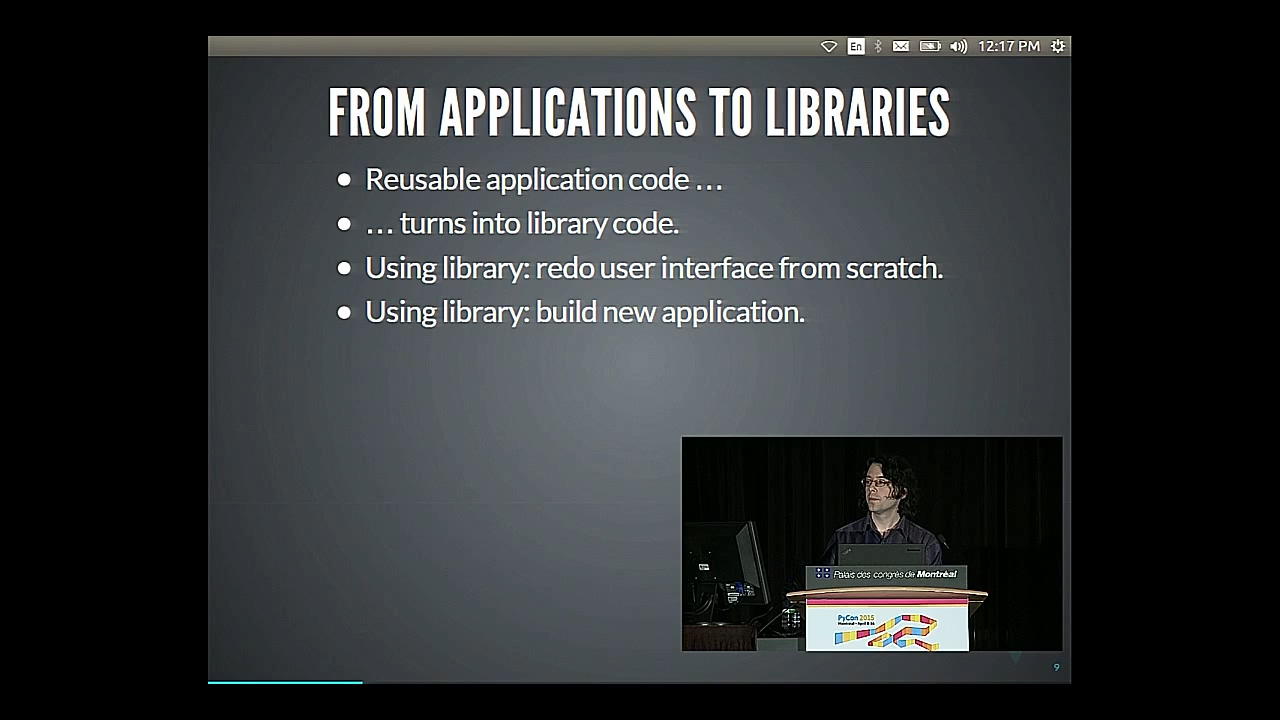 En
12:17 PM
FROM APPLICATIONS TO LIBRARIES
Reusable application code …
… turns into library code.
Using library: redo user interface from scratch.
Using library: build new application.
Palais des congrès de Montréal
PyCon 2015
9